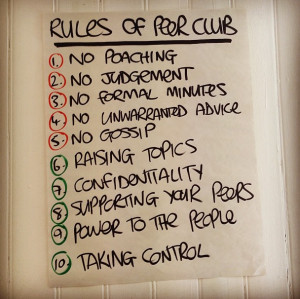 RULES OF PEER CLUB
1. NO POACHING
2. NO JUDGEMENT
3. NO FORMAL MINUTES
4. NO UNWARRANTED ADVICE
5. NO GOSSIP
6. RAISING TOPICS
7. CONFIDENTIALITY
8. SUPPORTING YOUR PEERS
9. POWER TO THE PEOPLE
10. TAKING CONTROL